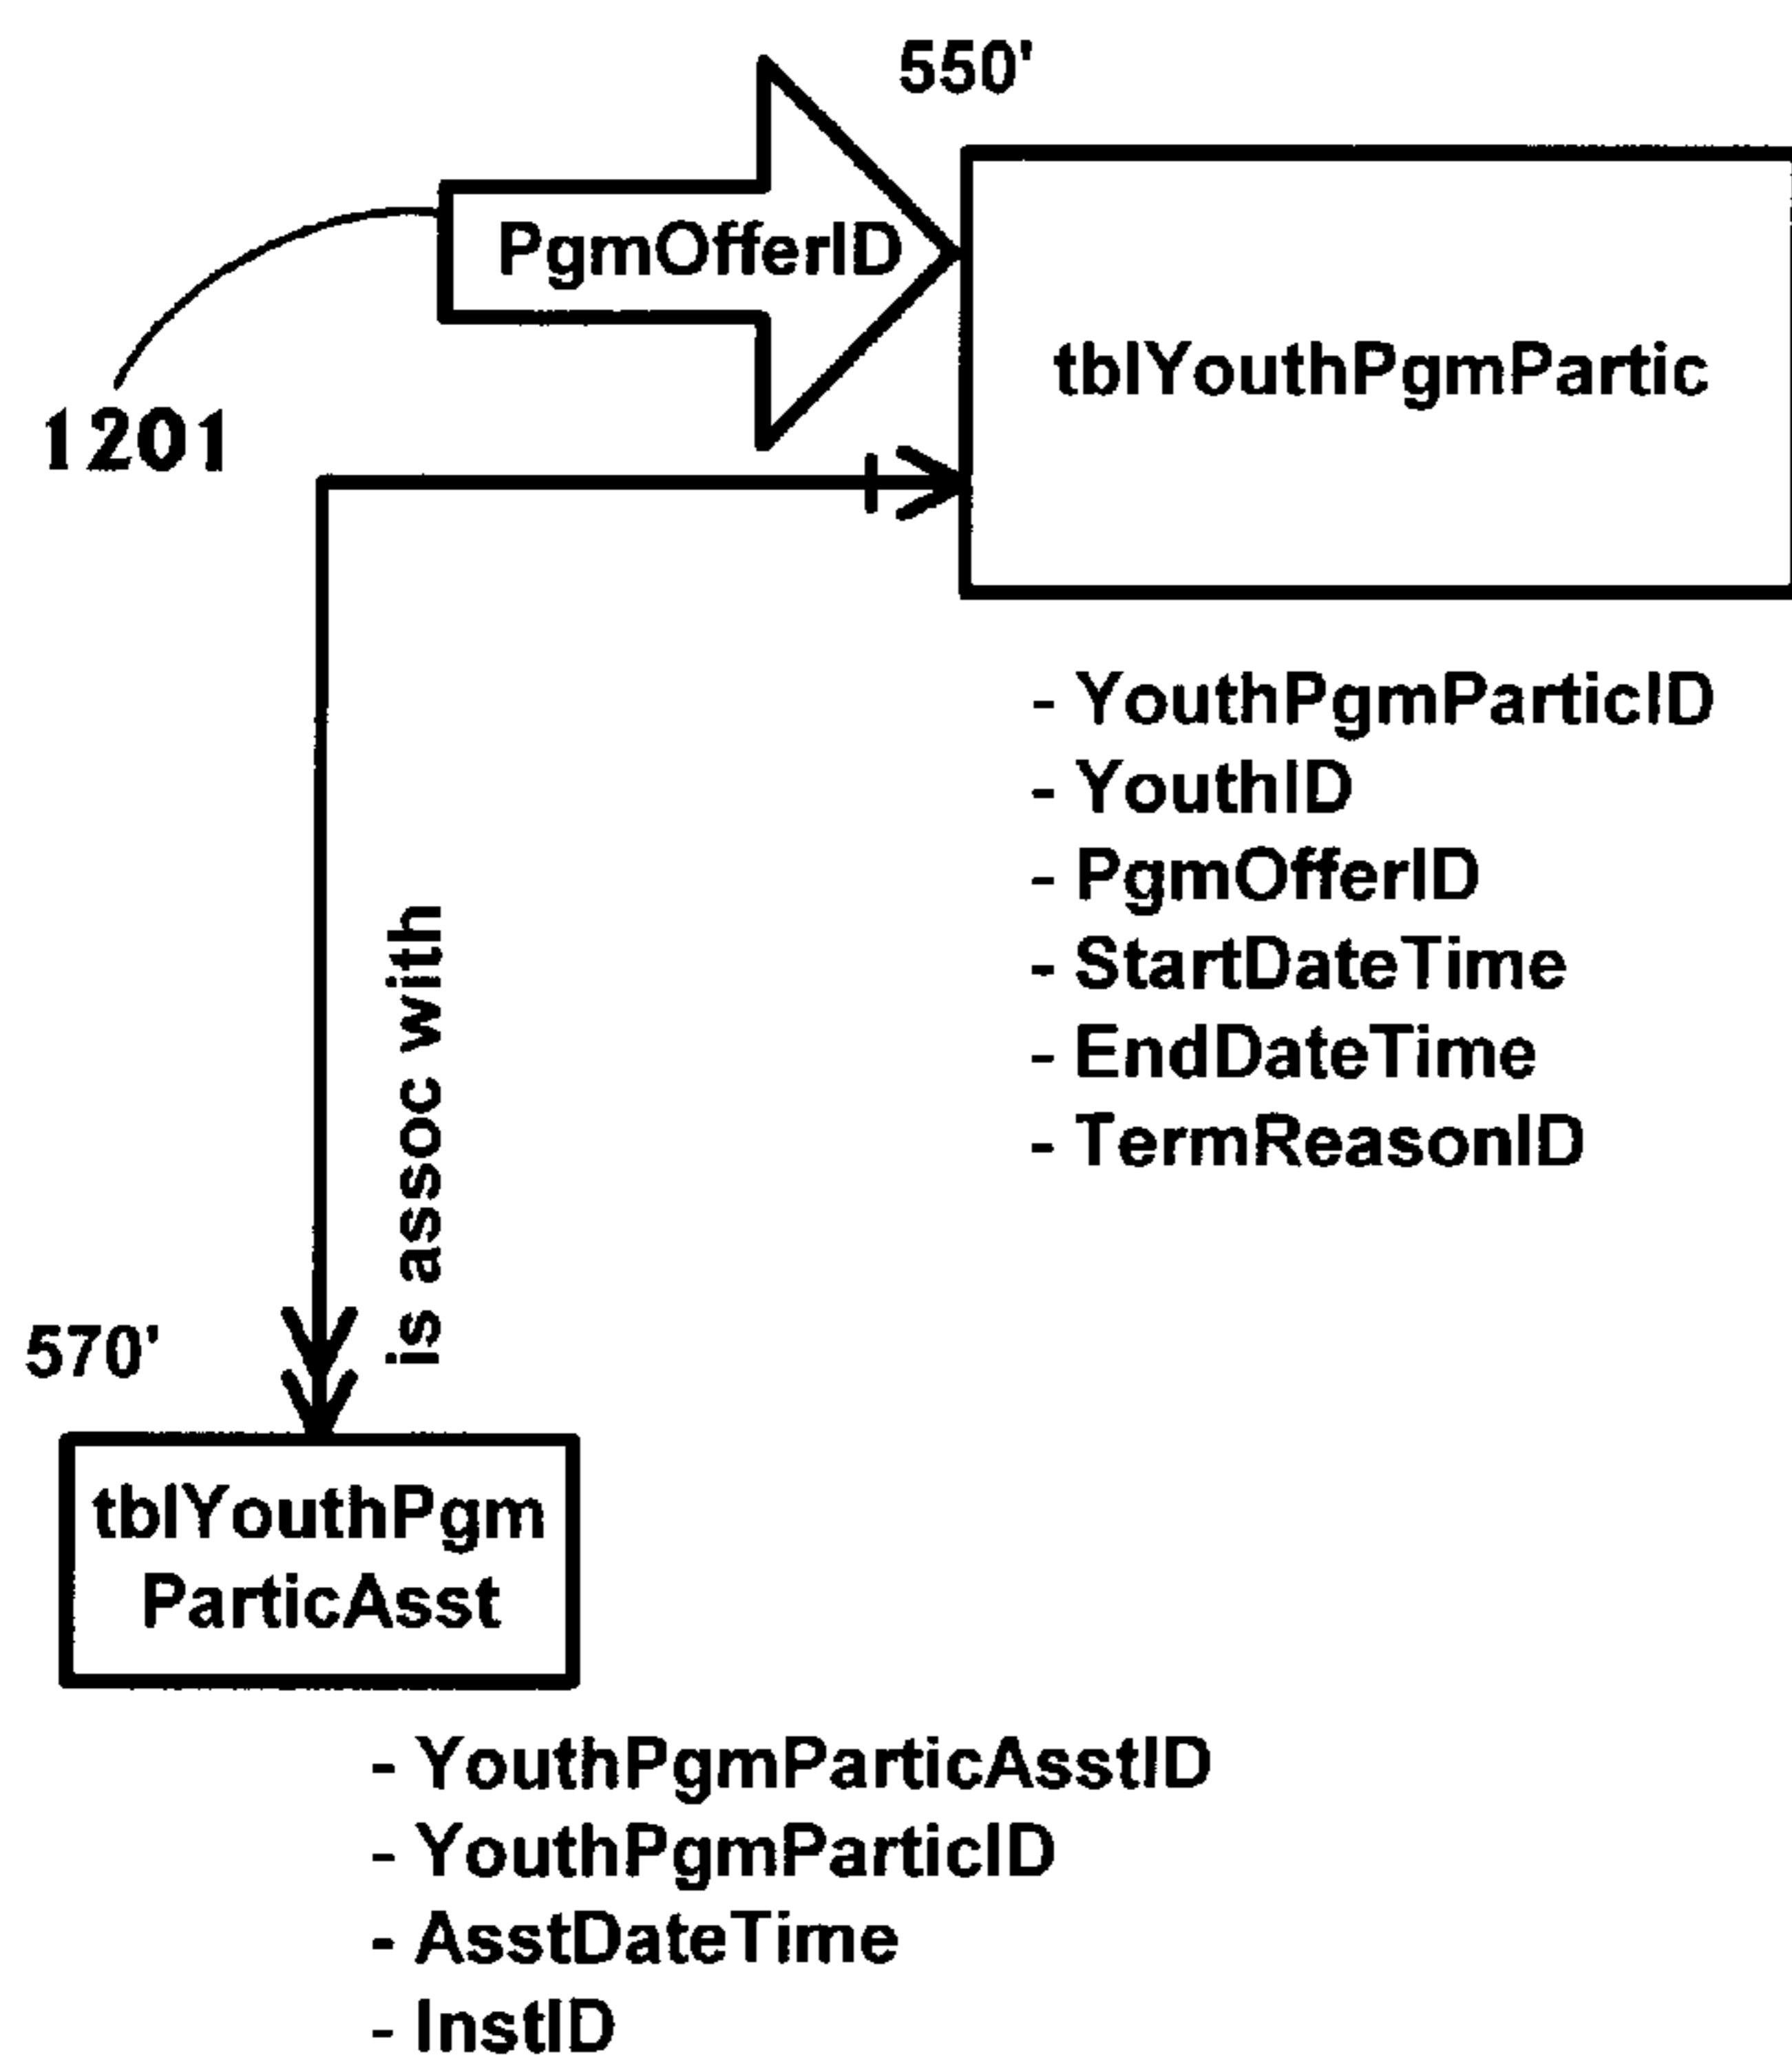 550'
PgmOfferID
tblYouthPgmPartic
1201
- YouthPgmParticID
- YouthID
- PgmOfferID
- StartDateTime
- EndDateTime
- TermReasonID
is assoc with
570'
tblYouthPgm
ParticAsst
- YouthPgmParticAsstID
- YouthPgmParticID
- AsstDateTime
- InstID